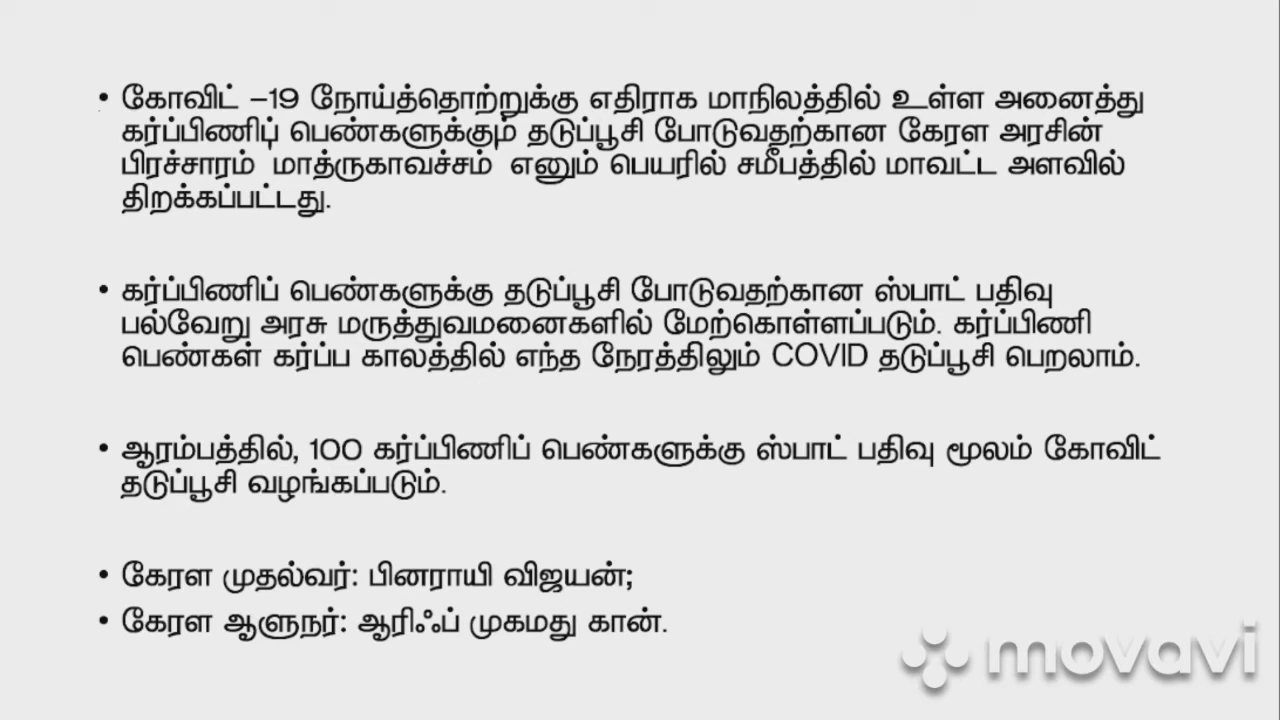 • கோவிட் –19 நோய்த்தொற்றுக்கு எதிராக மாநிலத்தில் உள்ள அனைத்து
கர்ப்பிணிப் பெண்களுக்கும் தடுப்பூசி போடுவதற்கான கேரள அரசின்
பிரச்சாரம் 'மாத்ருகாவச்சம்' எனும் பெயரில் சமீபத்தில் மாவட்ட அளவில்
திறக்கப்பட்டது.
• கர்ப்பிணிப் பெண்களுக்கு தடுப்பூசி போடுவதற்கான ஸ்பாட் பதிவு
பல்வேறு அரசு மருத்துவமனைகளில் மேற்கொள்ளப்படும். கர்ப்பிணி
பெண்கள் கர்ப்ப காலத்தில் எந்த நேரத்திலும் COVID தடுப்பூசி பெறலாம்.
• ஆரம்பத்தில், 100 கர்ப்பிணிப் பெண்களுக்கு ஸ்பாட் பதிவு மூலம் கோவிட்
தடுப்பூசி வழங்கப்படும்.
• கேரள முதல்வர்: பினராயி விஜயன்;
• கேரள ஆளுநர்: ஆரிஃப் முகமது கான்.
movavi